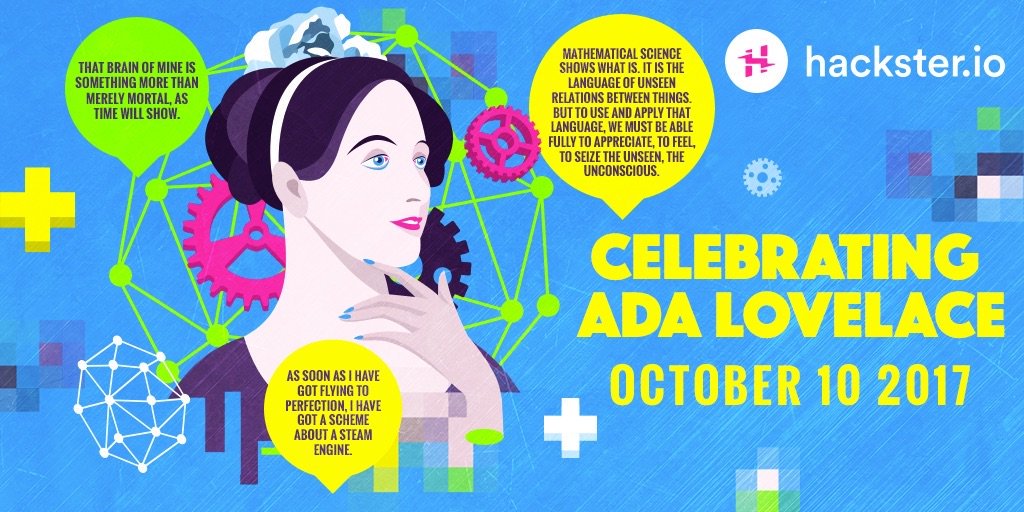 THAT BRAIN OF MINE IS
SOMETHING MORE THAN
MERELY MORTAL, AS
TIME WILL SHOW.
MATHEMATICAL SCIENCE
SHOWS WHAT IS. IT IS THE
LANGUAGE OF UNSEEN
RELATIONS BETWEEN THINGS.
BUT TO USE AND APPLY THAT
LANGUAGE, WE MUST BE ABLE
FULLY TO APPRECIATE, TO FEEL,
TO SEIZE THE UNSEEN, THE
UNCONSCIOUS.
hackster.io
CELEBRATING
ADA LOVELACE
OCTOBER 10 2017
AS SOON AS I HAVE
GOT FLYING TO
PERFECTION, I HAVE
GOT A SCHEME
ABOUT A STEAM
ENGINE.